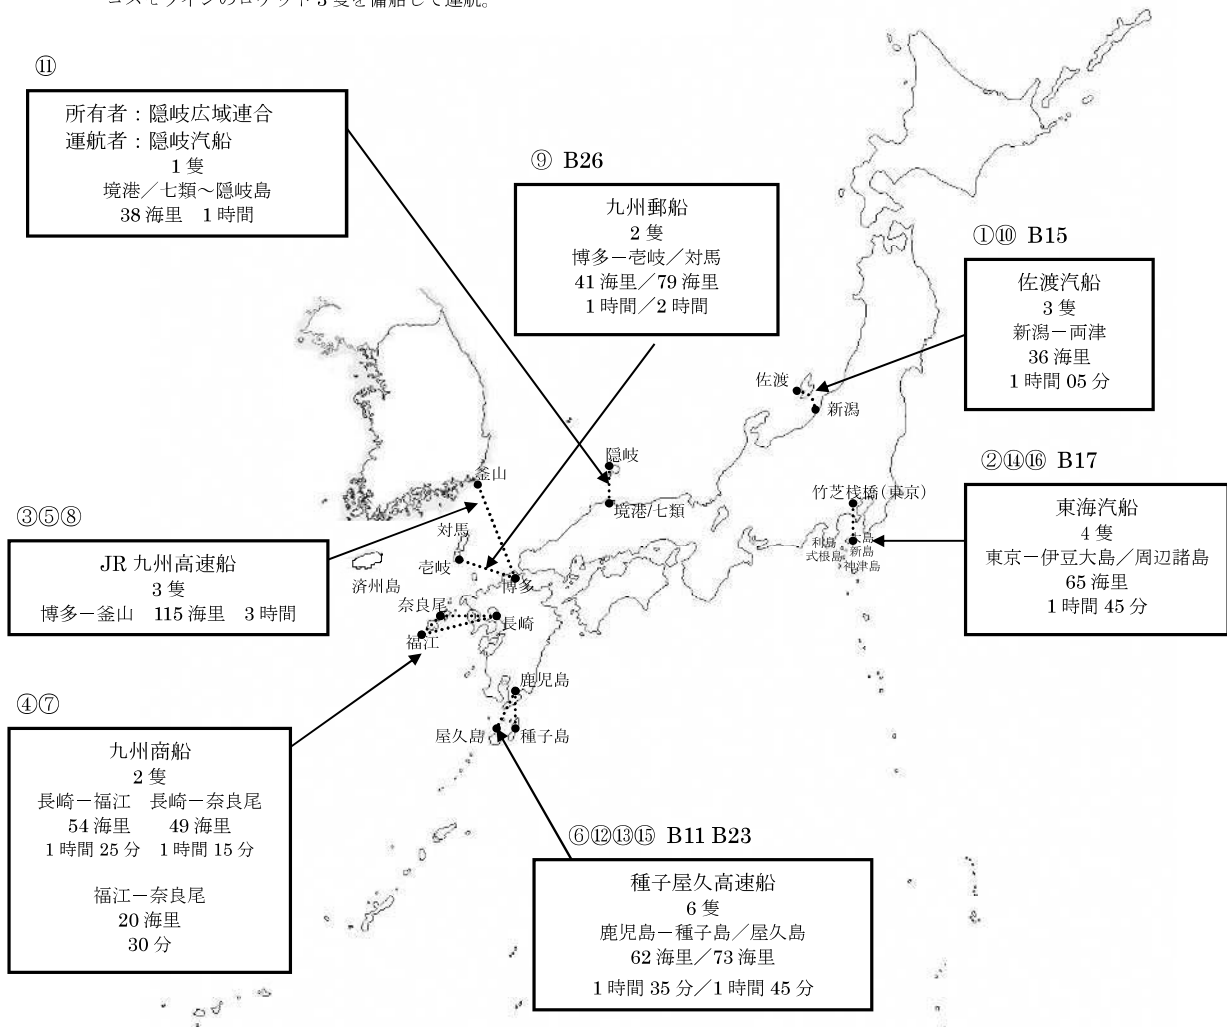 コスモラインのロケット3隻を傭船して運航。
⑪
所有者：隠岐広域連合
運航者：隠岐汽船
1隻
境港／七類～隠岐島
38海里　1時間
⑨ B26
九州郵船
2隻
博多－壱岐／対馬
41海里／79海里
1時間／2時間
①⑩ B15
佐渡汽船
3隻
新潟－両津
36海里
1時間05分
佐渡
新潟
②⑭⑯ B17
東海汽船
4隻
東京－伊豆大島／周辺諸島
65海里
1時間45分
隠岐
境港/七類
竹芝桟橋(東京)
大島
利島
新島
式根島
神津島
釜山
対馬
壱岐
博多
済州島
奈良尾
長崎
福江
鹿児島
屋久島
種子島
③⑤⑧
JR九州高速船
3隻
博多－釜山　115海里　3時間
④⑦
九州商船
2隻
長崎－福江　長崎－奈良尾
54海里　49海里
1時間25分　1時間15分
福江－奈良尾
20海里
30分
⑥⑫⑬⑮ B11 B23
種子屋久高速船
6隻
鹿児島－種子島／屋久島
62海里／73海里
1時間35分／1時間45分